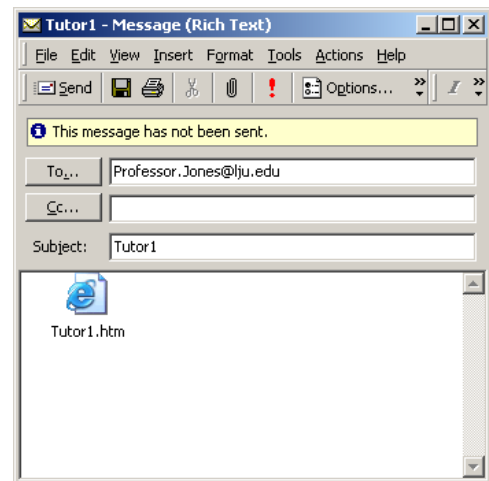 Tutor1 - Message (Rich Text)
File Edit View Insert Format Tools Actions Help
Send Options... I
This message has not been sent.
To... Professor.Jones@lju.edu
Cc...
Subject: Tutor1
Tutor1.htm